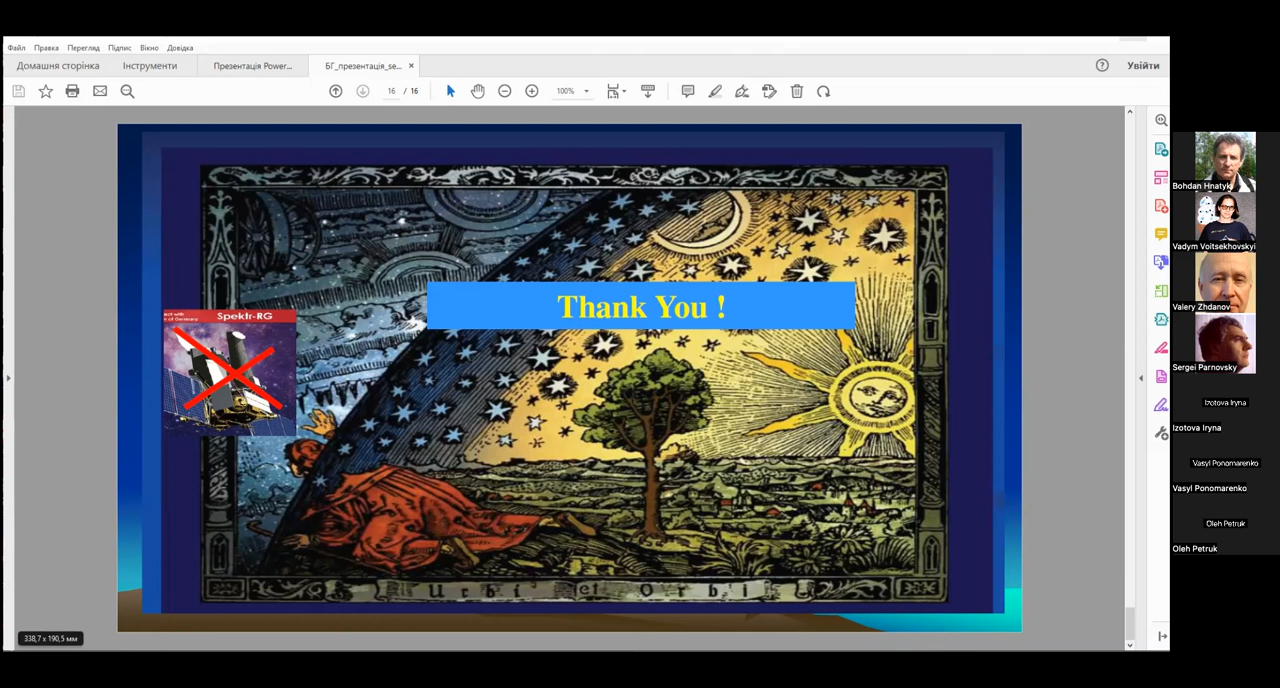 Файл Правка Перегляд Підпис Вікно Довідка
Домашня сторінка Інструменти Презентація Power... БГ_презентація_se... ×
Увійти
16 / 16 100%
Thank You !
Spektr-RG
Urbi et Orbi
338,7 x 190,5 мм
Bohdan Hnatyk
Vadym Voitsekhovskyi
Valery Zhdanov
Sergei Parnovsky
Izotova Iryna
Izotova Iryna
Vasyl Ponomarenko
Vasyl Ponomarenko
Oleh Petruk
Oleh Petruk